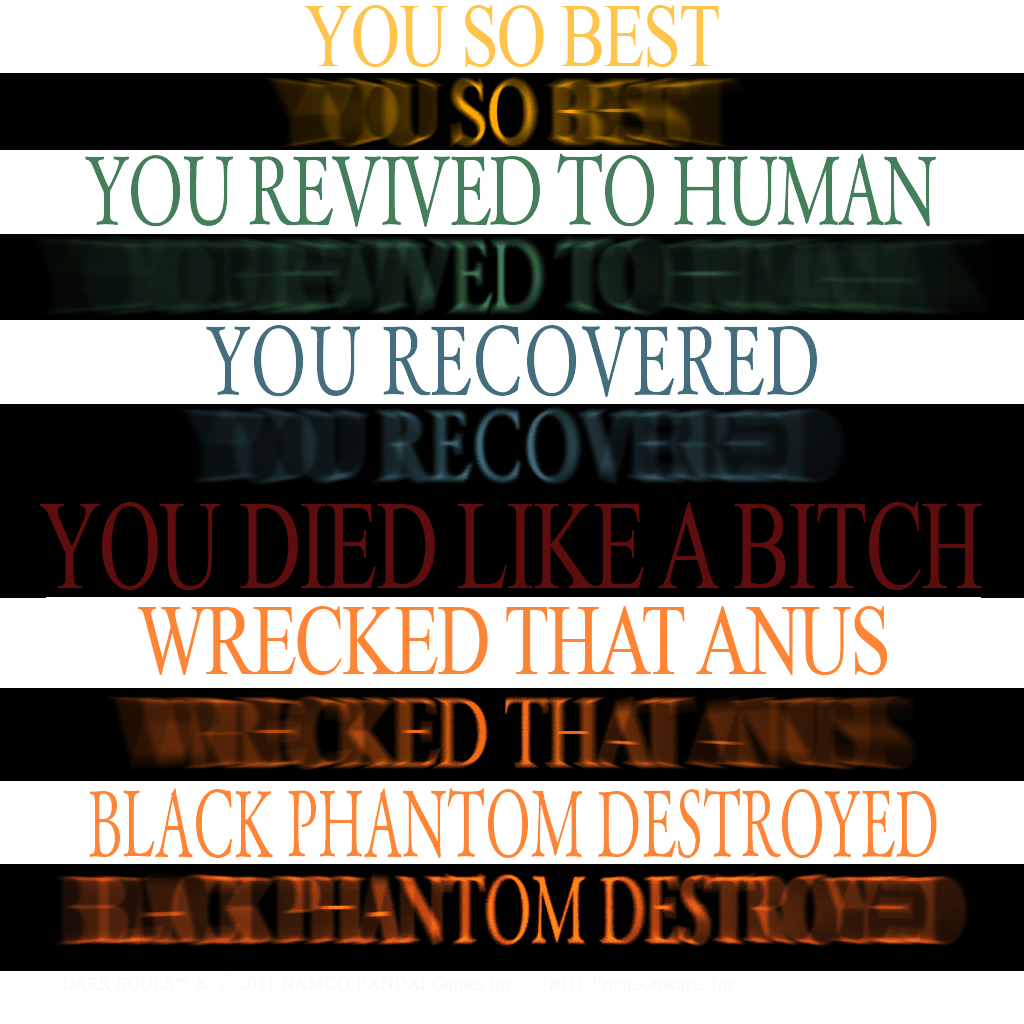 YOU SO BEST
YOU SO BEST
YOU REVIVED TO HUMAN
YOU REVIVED TO HUMAN
YOU RECOVERED
YOU RECOVERED
YOU DIED LIKE A BITCH
WRECKED THAT ANUS
WRECKED THAT ANUS
BLACK PHANTOM DESTROYED
BLACK PHANTOM DESTROYED
DARK SOULS™ & ©2011 NAMCO BANDAI Games Inc. ©2011 FromSoftware, Inc.